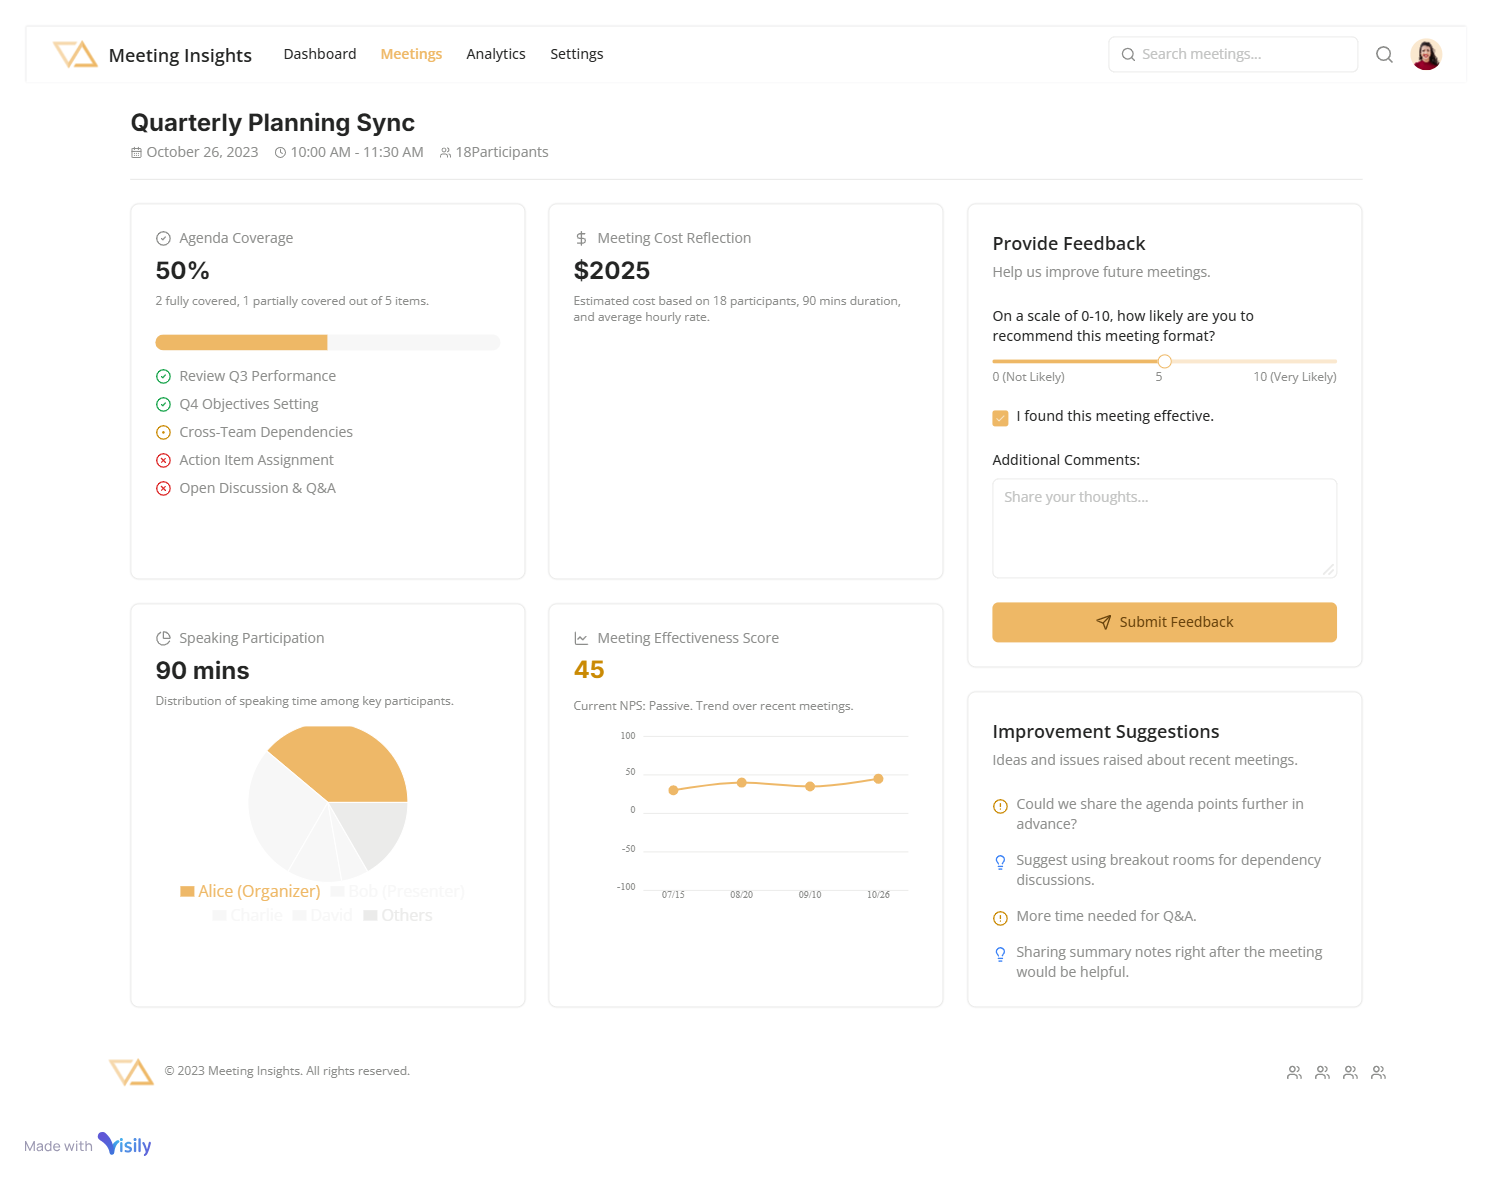 Meeting Insights
Dashboard
Meetings
Analytics
Settings
Search meetings...
Quarterly Planning Sync
October 26, 2023
10:00 AM - 11:30 AM
18Participants
Agenda Coverage
50%
2 fully covered, 1 partially covered out of 5 items.
Review Q3 Performance
Q4 Objectives Setting
Cross-Team Dependencies
Action Item Assignment
Open Discussion & Q&A
Meeting Cost Reflection
$2025
Estimated cost based on 18 participants, 90 mins duration,
and average hourly rate.
Provide Feedback
Help us improve future meetings.
On a scale of 0-10, how likely are you to
recommend this meeting format?
0 (Not Likely)
5
10 (Very Likely)
I found this meeting effective.
Additional Comments:
Share your thoughts...
Submit Feedback
Speaking Participation
90 mins
Distribution of speaking time among key participants.
Alice (Organizer)
Bob (Presenter)
Charlie
David
Others
Meeting Effectiveness Score
45
Current NPS: Passive. Trend over recent meetings.
100
50
0
-50
-100
07/15
08/20
09/10
10/26
Improvement Suggestions
Ideas and issues raised about recent meetings.
Could we share the agenda points further in
advance?
Suggest using breakout rooms for dependency
discussions.
More time needed for Q&A.
Sharing summary notes right after the meeting
would be helpful.
© 2023 Meeting Insights. All rights reserved.
Made with Visily